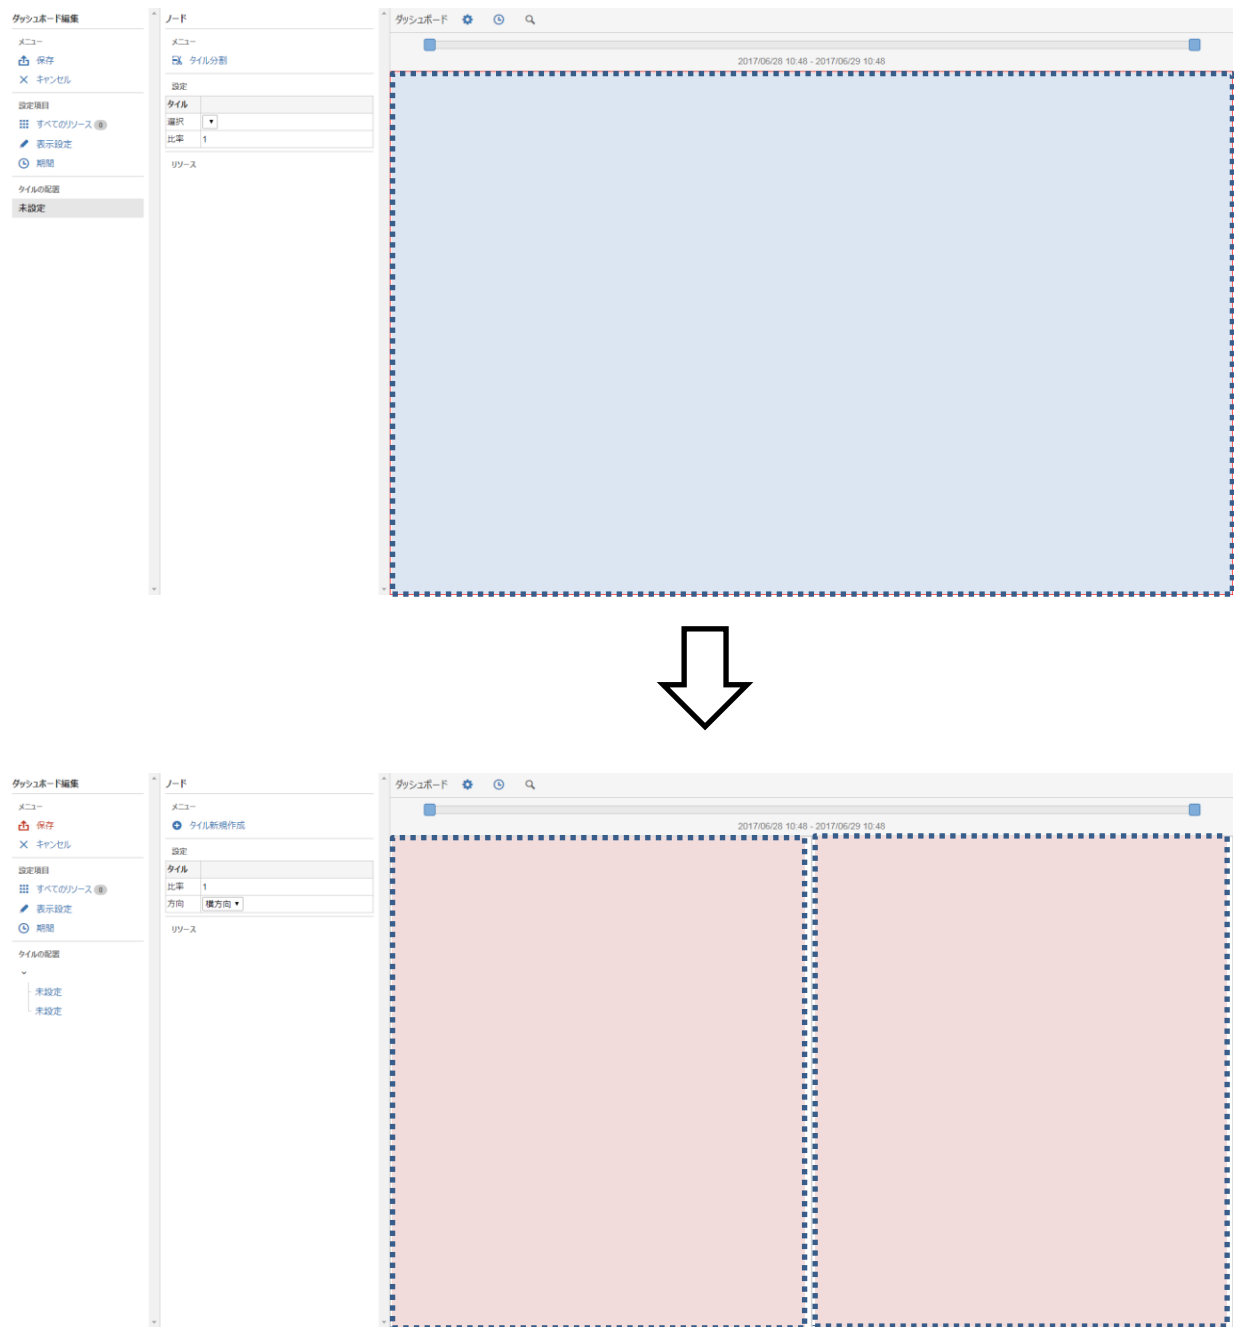 ダッシュボード編集
メニュー
保存
キャンセル
設定項目
すべてのリソース 0
表示設定
期間
タイルの配置
未設定
ノード
メニュー
タイル分割
設定
タイル
選択
比率 1
リソース
ダッシュボード
2017/06/28 10:48 - 2017/06/29 10:48
ダッシュボード編集
メニュー
保存
キャンセル
設定項目
すべてのリソース 0
表示設定
期間
タイルの配置
未設定
未設定
ノード
メニュー
タイル新規作成
設定
タイル
比率 1
方向 横方向
リソース
ダッシュボード
2017/06/28 10:48 - 2017/06/29 10:48